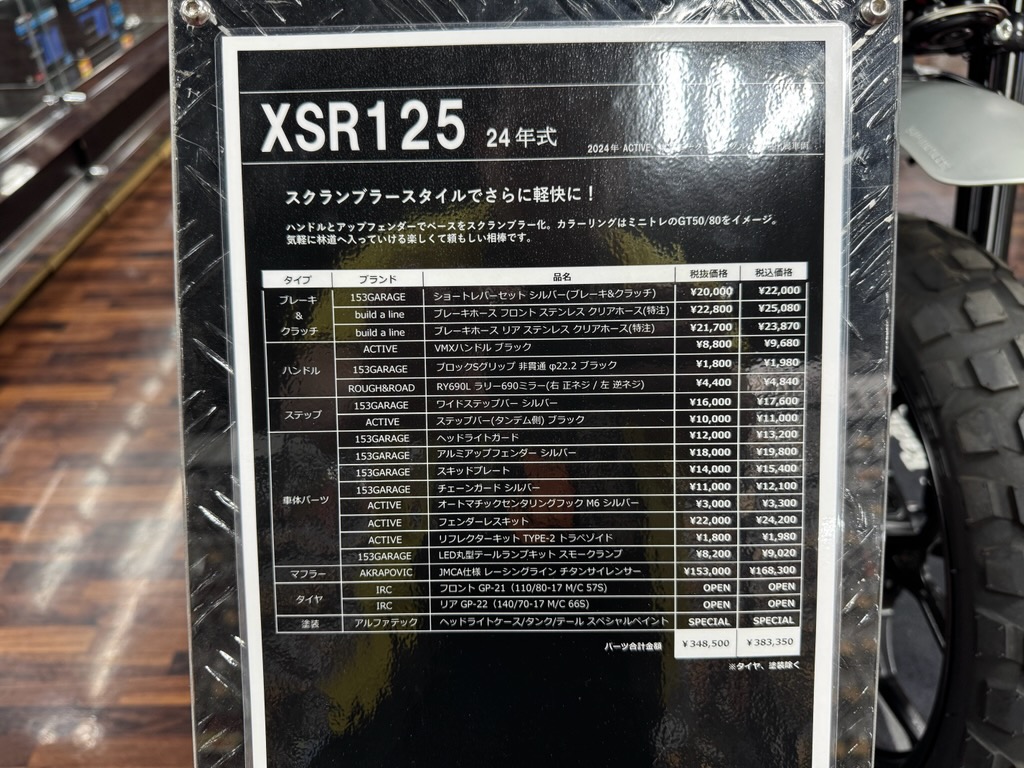 XSR125 24年式
2024年 ACTIVE
スクランブラースタイルでさらに軽快に！
ハンドルとアップフェンダーでベースをスクランブラー化。カラーリングはミニトレのGT50/80をイメージ。
気軽に林道へ入っていける楽しくて頼もしい相棒です。
タイプ ブランド 品名 税抜価格 税込価格
ブレーキ & クラッチ 153GARAGE ショートレバーセット シルバー(ブレーキ&クラッチ) ¥20,000 ¥22,000
build a line ブレーキホース フロント ステンレス クリアホース(特注) ¥22,800 ¥25,080
build a line ブレーキホース リア ステンレス クリアホース(特注) ¥21,700 ¥23,870
ハンドル ACTIVE VMXハンドル ブラック ¥8,800 ¥9,680
153GARAGE ブロックSグリップ 非貫通 φ22.2 ブラック ¥1,800 ¥1,980
ROUGH&ROAD RY690L ラリー690ミラー(右 正ネジ / 左 逆ネジ) ¥4,400 ¥4,840
ステップ 153GARAGE ワイドステップバー シルバー ¥16,000 ¥17,600
ACTIVE ステップバー(タンデム側) ブラック ¥10,000 ¥11,000
車体パーツ 153GARAGE ヘッドライトガード ¥12,000 ¥13,200
153GARAGE アルミアップフェンダー シルバー ¥18,000 ¥19,800
153GARAGE スキッドプレート ¥14,000 ¥15,400
153GARAGE チェーンガード シルバー ¥11,000 ¥12,100
ACTIVE オートマチックセンタリングフック M6 シルバー ¥3,000 ¥3,300
ACTIVE フェンダーレスキット ¥22,000 ¥24,200
ACTIVE リフレクターキット TYPE-2 トラペソイド ¥1,800 ¥1,980
153GARAGE LED丸型テールランプキット スモークランプ ¥8,200 ¥9,020
マフラー AKRAPOVIC JMCA仕様 レーシングライン チタンサイレンサー ¥153,000 ¥168,300
タイヤ IRC フロント GP-21（110/80-17 M/C 57S) OPEN OPEN
IRC リア GP-22（140/70-17 M/C 66S) OPEN OPEN
塗装 アルファテック ヘッドライトケース/タンク/テール スペシャルペイント SPECIAL SPECIAL
パーツ合計金額 ¥348,500 ¥383,350
※タイヤ、塗装除く